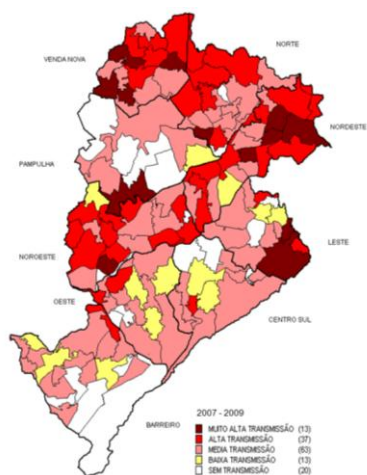 NORTE
VENDA NOVA
NORDESTE
PAMPULHA
LESTE
NOROESTE
OESTE
CENTRO SUL
BARREIRO
2007 - 2009
MUITO ALTA TRANSMISSÃO (13)
ALTA TRANSMISSÃO (37)
MEDIA TRANSMISSÃO (63)
BAIXA TRANSMISSÃO (13)
SEM TRANSMISSÃO (20)